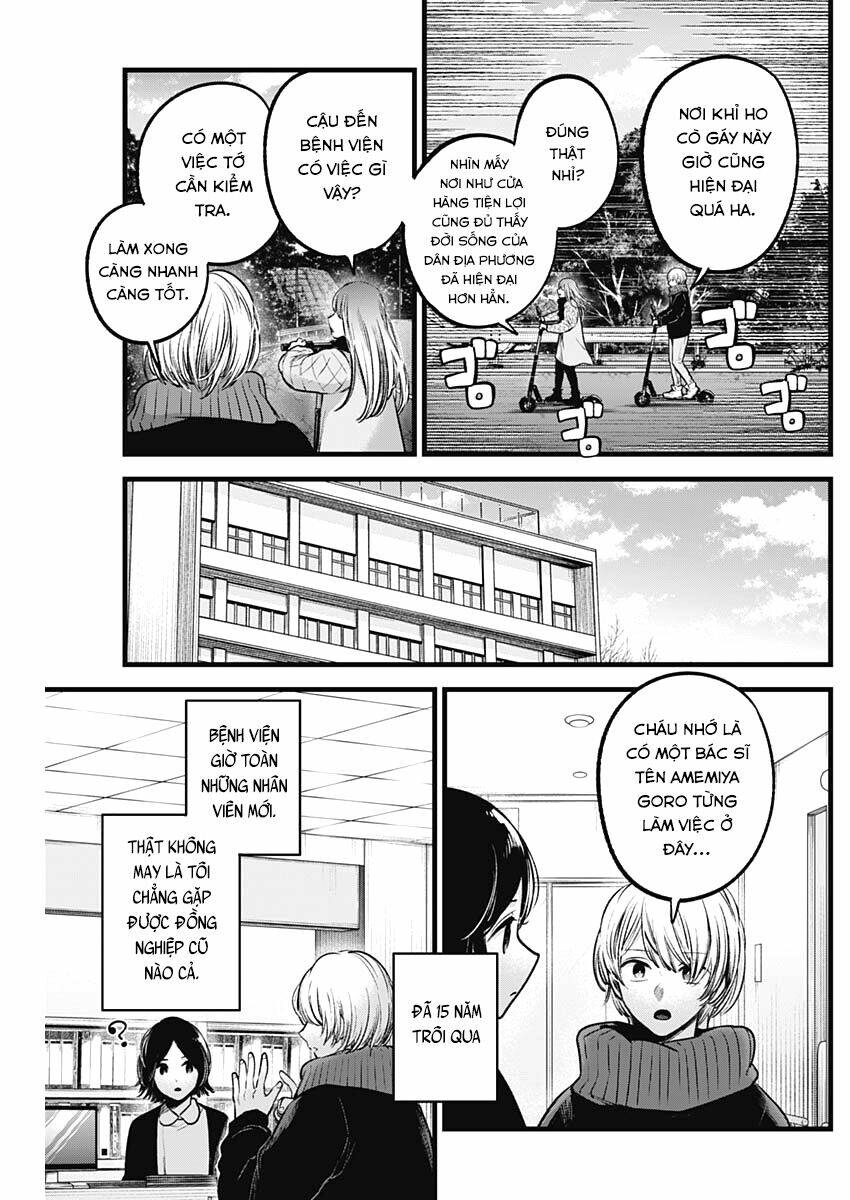 NƠI KHỈ HO
CÒ GÁY NÀY
GIỜ CŨNG
HIỆN ĐẠI
QUÁ HA.
ĐÚNG
THẬT
NHỈ?
NHÌN MẤY
NƠI NHƯ CỬA
HÀNG TIỆN LỢI
CŨNG ĐỦ THẤY
ĐỜI SỐNG CỦA
DÂN ĐỊA PHƯƠNG
ĐÃ HIỆN ĐẠI
HƠN HẲN.
ゴロ
ゴロ
ゴロ
ゴロ
CẬU ĐẾN
BỆNH VIỆN
CÓ VIỆC GÌ
VẬY?
CÓ MỘT
VIỆC TỚ
CẦN KIỂM
TRA.
LÀM XONG
CÀNG NHANH
CÀNG TỐT.
CHÁU NHỚ LÀ
CÓ MỘT BÁC SĨ
TÊN AMEMIYA
GORO TỪNG
LÀM VIỆC Ở
ĐÂY...
BỆNH VIỆN
GIỜ TOÀN
NHỮNG NHÂN
VIÊN MỚI.
THẬT KHÔNG
MAY LÀ TÔI
CHẲNG GẶP
ĐƯỢC ĐỒNG
NGHIỆP CŨ
NÀO CẢ.
ĐÃ 15 NĂM
TRÔI QUA
?